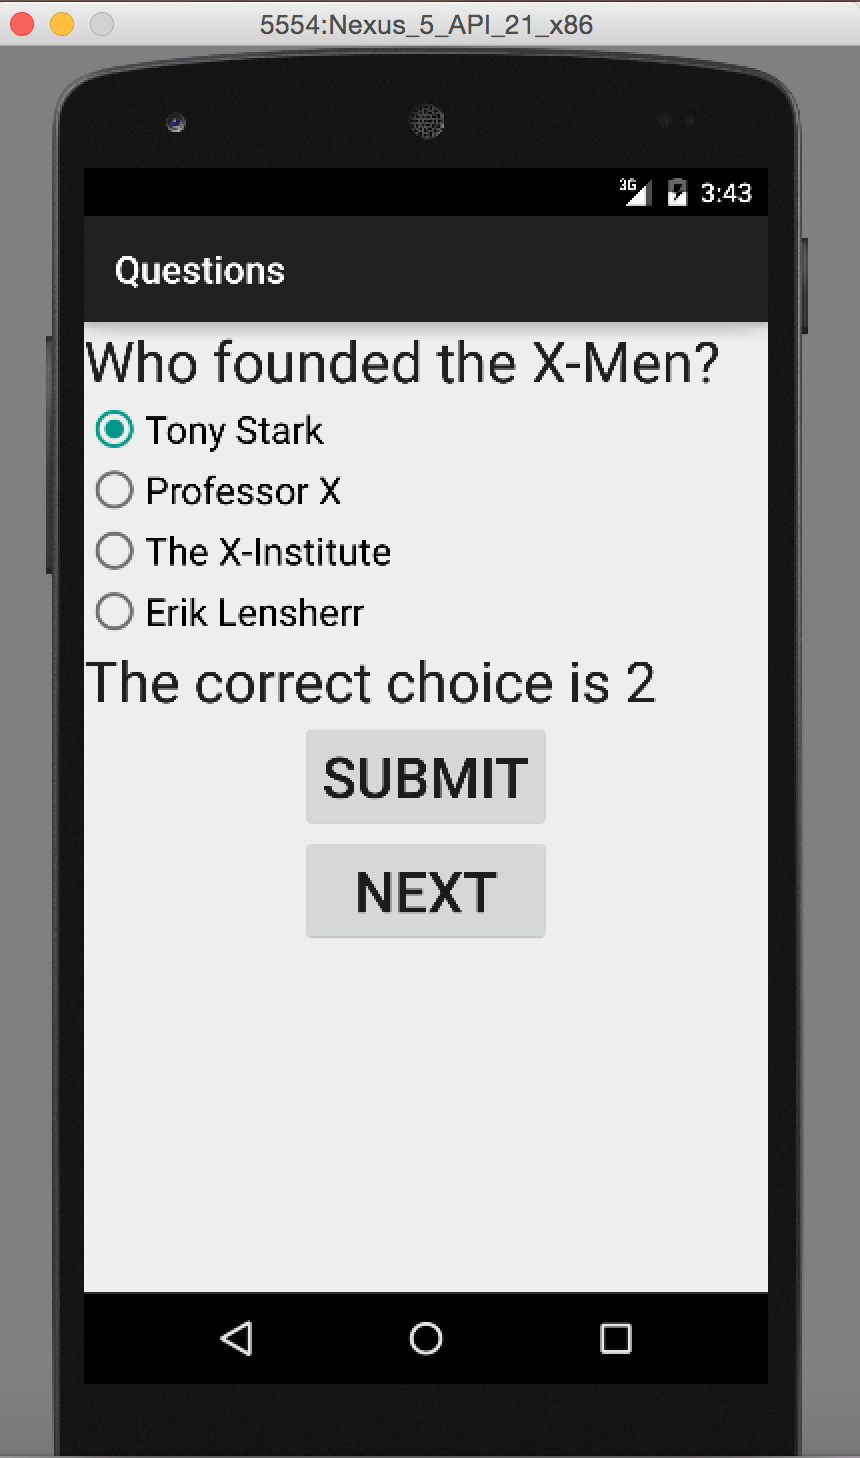 5554:Nexus_5_API_21_x86
3G 3:43
Questions
Who founded the X-Men?
Tony Stark
Professor X
The X-Institute
Erik Lensherr
The correct choice is 2
SUBMIT
NEXT